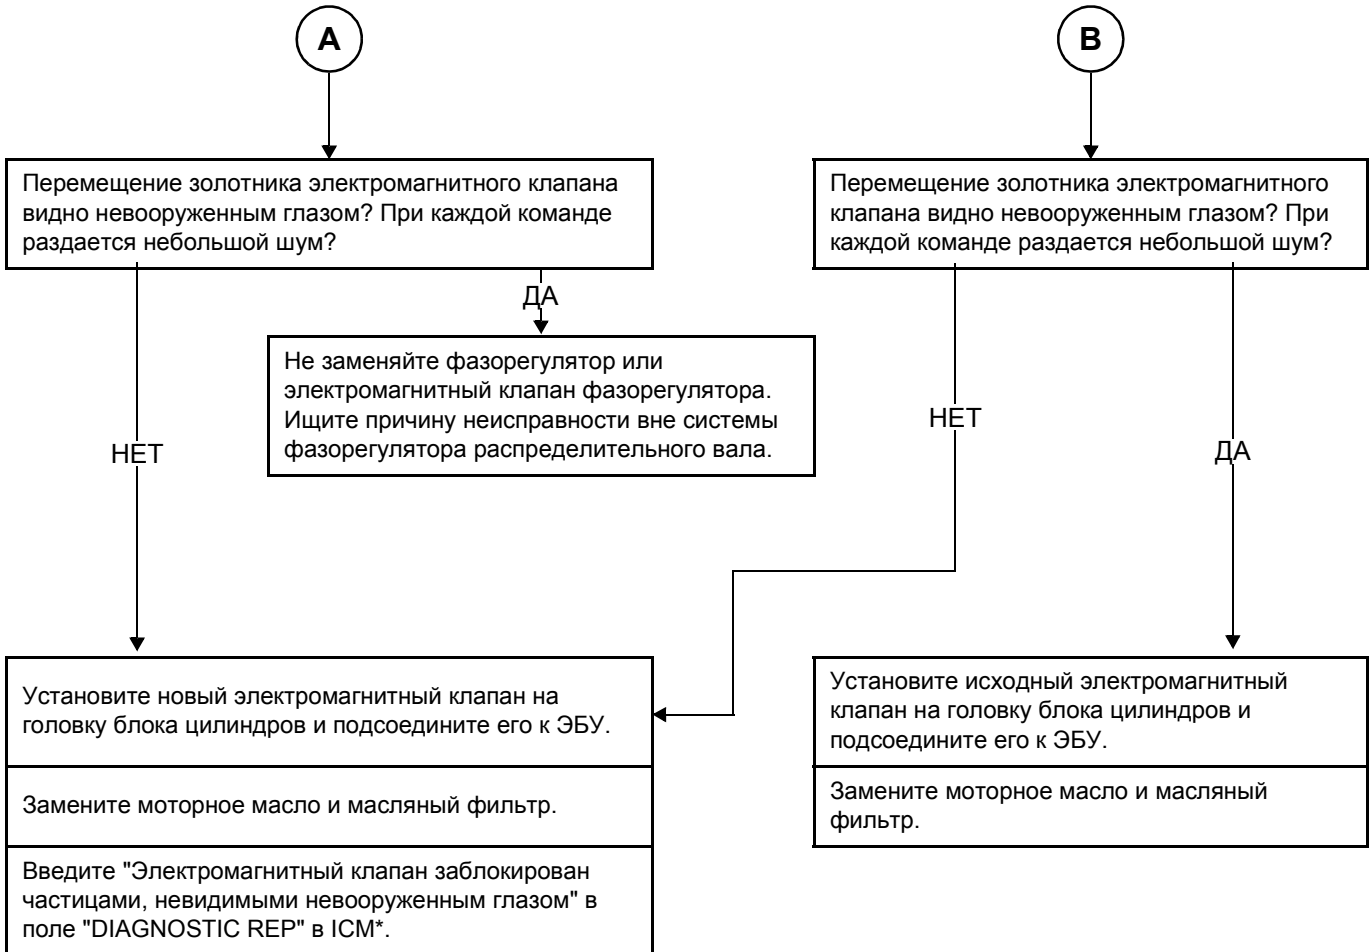 A
B
Перемещение золотника электромагнитного клапана
видно невооруженным глазом? При каждой команде
раздается небольшой шум?
Перемещение золотника электромагнитного
клапана видно невооруженным глазом? При
каждой команде раздается небольшой шум?
ДА
Не заменяйте фазорегулятор или
электромагнитный клапан фазорегулятора.
Ищите причину неисправности вне системы
фазорегулятора распределительного вала.
НЕТ
НЕТ
ДА
Установите новый электромагнитный клапан на
головку блока цилиндров и подсоедините его к ЭБУ.
Замените моторное масло и масляный фильтр.
Введите "Электромагнитный клапан заблокирован
частицами, невидимыми невооруженным глазом" в
поле "DIAGNOSTIC REP" в ICM*.
Установите исходный электромагнитный
клапан на головку блока цилиндров и
подсоедините его к ЭБУ.
Замените моторное масло и масляный
фильтр.